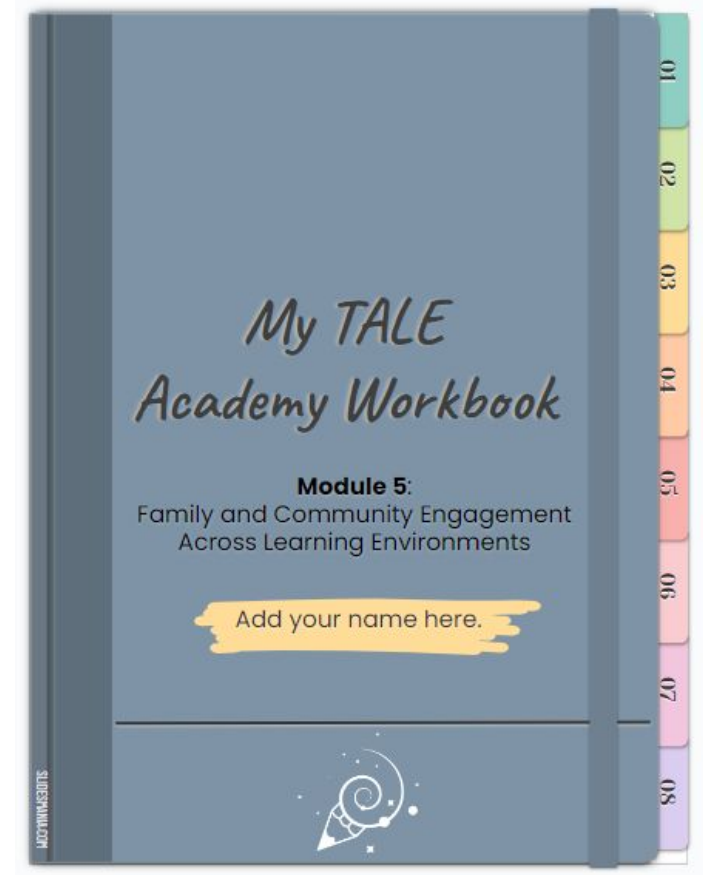 My TALE
Academy Workbook
Module 5:
Family and Community Engagement
Across Learning Environments
Add your name here.
SLIDESMANIA.COM
01
02
03
04
05
06
07
08